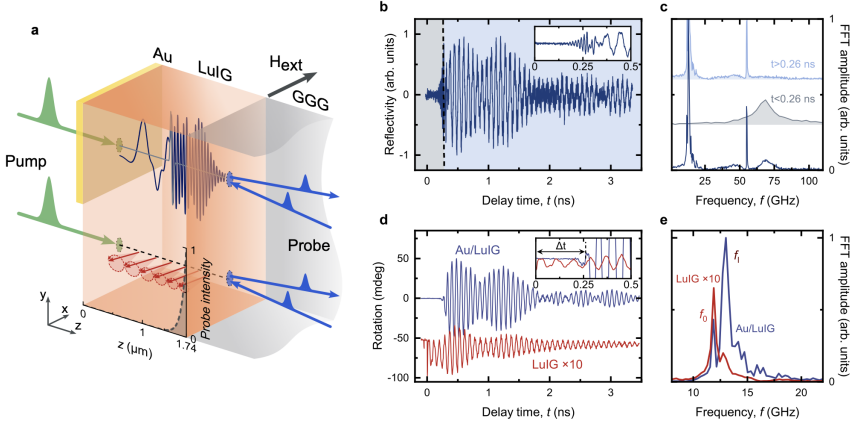 a
Au
LuIG
Hext
GGG
Pump
Probe
Probe intensity
1
0
y
x
z
0
1
1.74
z (μm)
b
Reflectivity (arb. units)
1
0
-1
0
1
2
3
Delay time, t (ns)
0
0.25
0.5
c
t>0.26 ns
t<0.26 ns
1
0
FFT amplitude (arb. units)
25
50
75
100
Frequency, f (GHz)
d
Rotation (mdeg)
50
0
-50
-100
Au/LuIG
LuIG ×10
0
1
2
3
Delay time, t (ns)
Δt
0
0.25
0.5
e
fi
LuIG ×10
f0
Au/LuIG
1
0
FFT amplitude (arb. units)
10
15
20
Frequency, f (GHz)